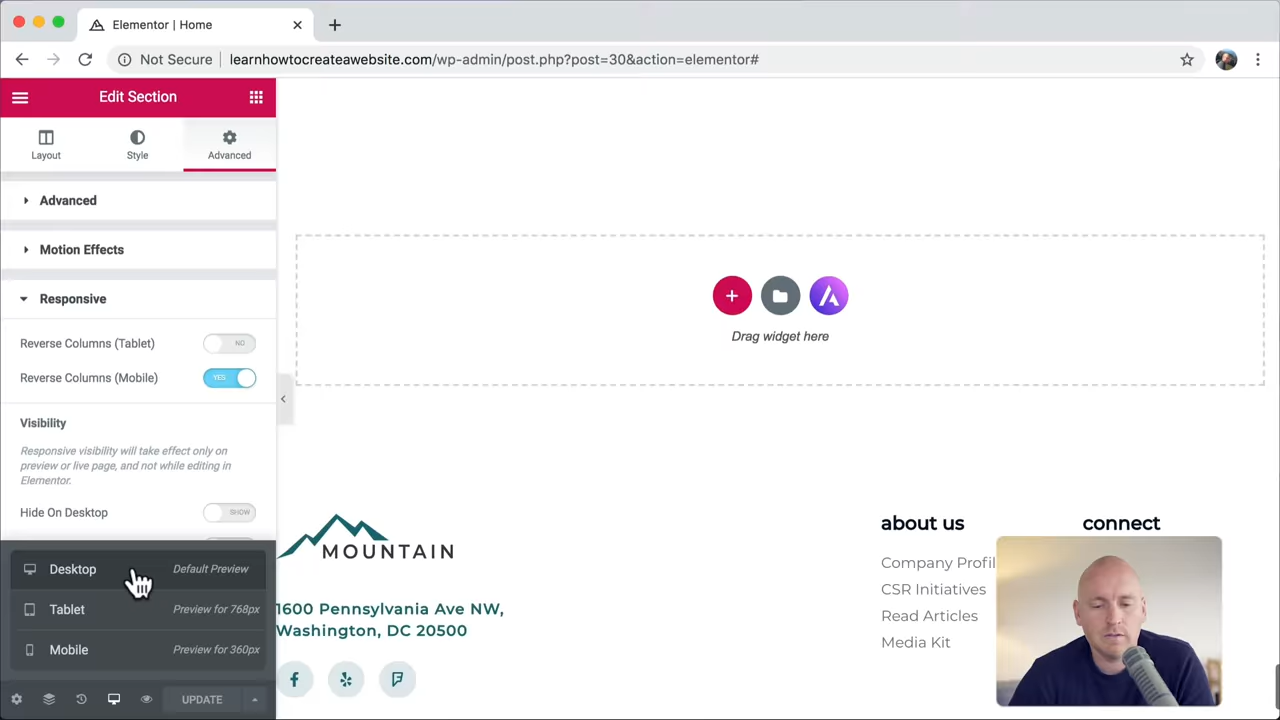 Elementor | Home
Not Secure
learnhowtocreateawebsite.com/wp-admin/post.php?post=30&action=elementor#
Edit Section
Layout
Style
Advanced
Advanced
Motion Effects
Responsive
Reverse Columns (Tablet)
NO
Reverse Columns (Mobile)
YES
Visibility
Responsive visibility will take effect only on
preview or live page, and not while editing in
Elementor.
Hide On Desktop
SHOW
Desktop
Default Preview
Tablet
Preview for 768px
Mobile
Preview for 360px
UPDATE
Drag widget here
MOUNTAIN
1600 Pennsylvania Ave NW,
Washington, DC 20500
about us
Company Profil
CSR Initiatives
Read Articles
Media Kit
connect